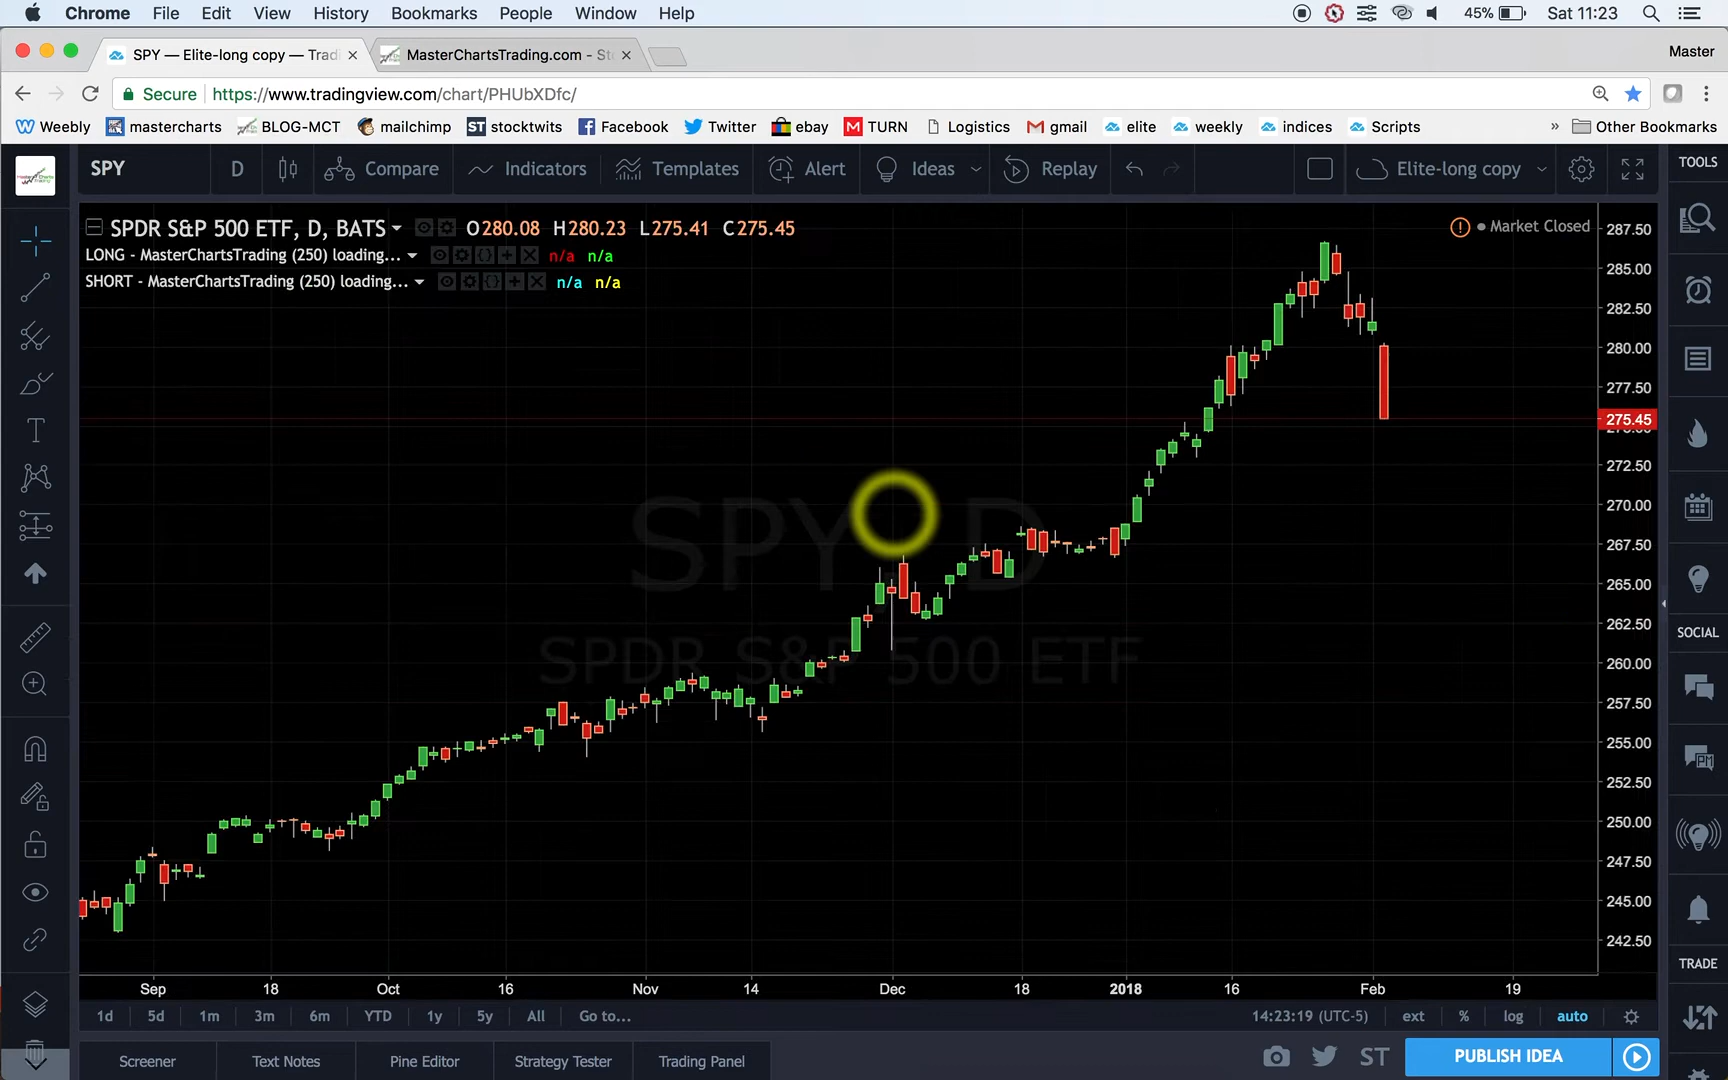 Chrome File Edit View History Bookmarks People Window Help 45% Sat 11:23
SPY — Elite-long copy — Tradi MasterChartsTrading.com - Sto Master
Secure https://www.tradingview.com/chart/PHUbXDfc/
Weekly mastercharts BLOG-MCT mailchimp ST stocktwits Facebook Twitter ebay M TURN Logistics gmail elite weekly indices Scripts » Other Bookmarks
SPY D Compare Indicators Templates Alert Ideas Replay Elite-long copy TOOLS
SPDR S&P 500 ETF, D, BATS O280.08 H280.23 L275.41 C275.45 Market Closed
LONG - MasterChartsTrading (250) loading... n/a n/a
SHORT - MasterChartsTrading (250) loading... n/a n/a
287.50
285.00
282.50
280.00
277.50
275.45
272.50
270.00
267.50
265.00
262.50
260.00
257.50
255.00
252.50
250.00
247.50
245.00
242.50
SPY, D
SPDR S&P 500 ETF
SOCIAL
PM
TRADE
Sep 18 Oct 16 Nov 14 Dec 18 2018 16 Feb 19
1d 5d 1m 3m 6m YTD 1y 5y All Go to... 14:23:19 (UTC-5) ext % log auto
Screener Text Notes Pine Editor Strategy Tester Trading Panel ST PUBLISH IDEA